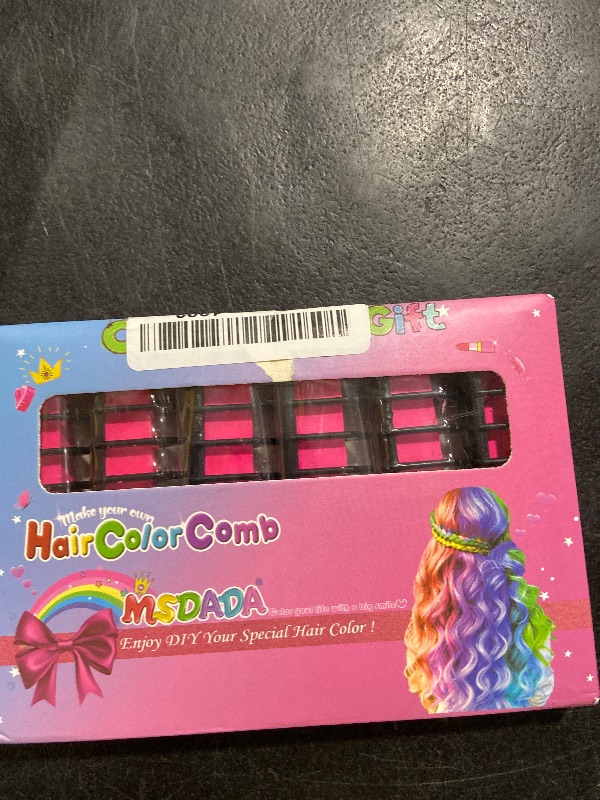 Gift
Make your own
HairColorComb
MSDADA®
Color your life with a big smile
Enjoy DIY Your Special Hair Color !